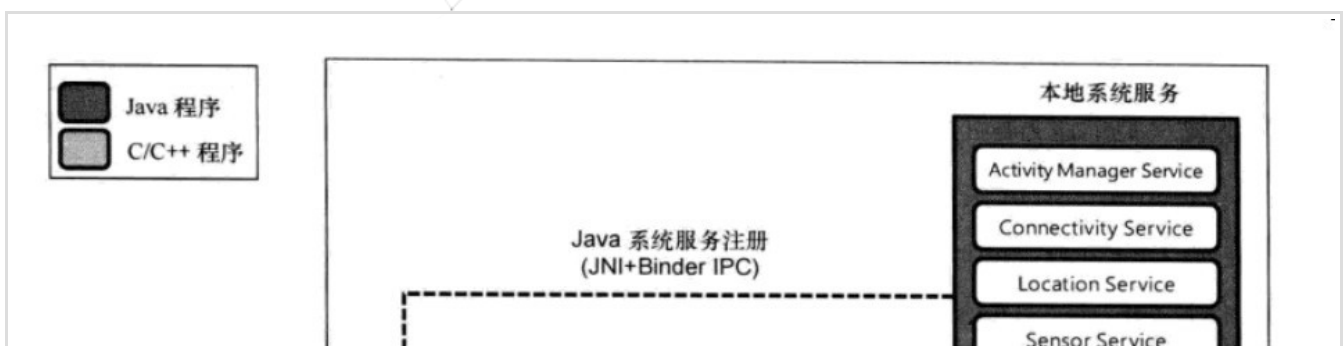 Java 程序
C/C++ 程序
本地系统服务
Activity Manager Service
Connectivity Service
Location Service
Sensor Service
Java 系统服务注册
(JNI+Binder IPC)